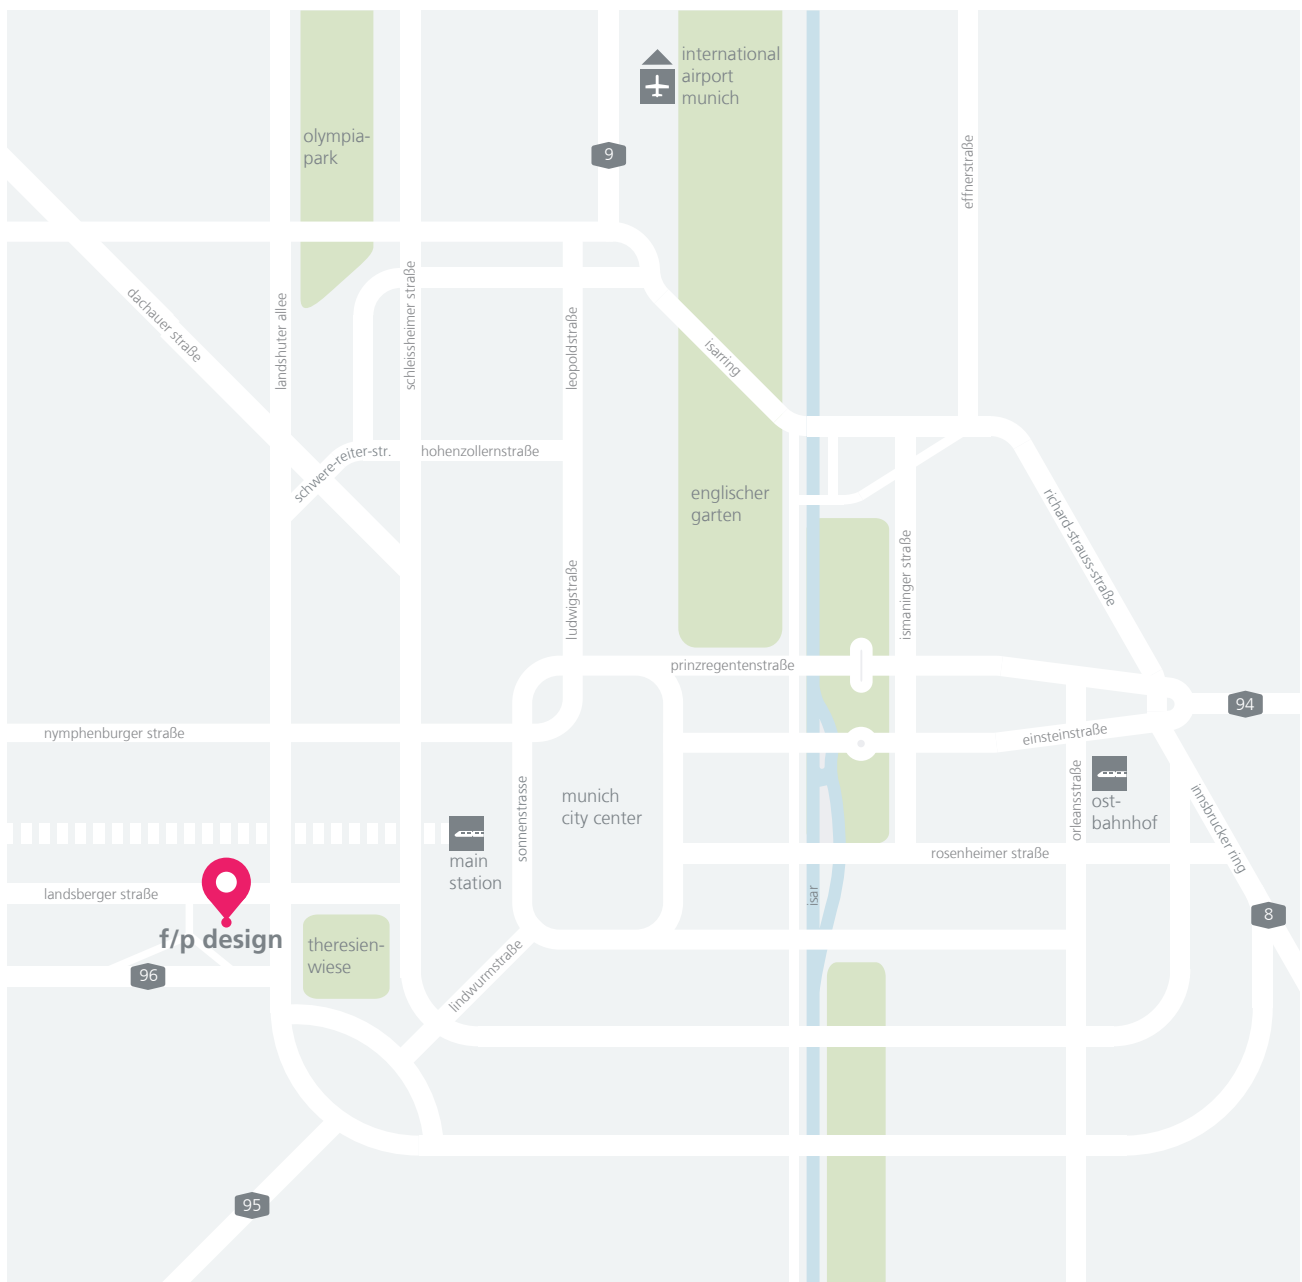 international
airport
munich
olympia-
park
9
effnerstraße
dachauer straße
landshuter allee
schleissheimer straße
leopoldstraße
isarring
schwere-reiter-str.
hohenzollernstraße
englischer
garten
richard-strauss-straße
ismaninger straße
ludwigstraße
prinzregentenstraße
94
nymphenburger straße
einsteinstraße
orleansstraße
ost-
bahnhof
innsbrucker ring
sonnenstrasse
munich
city center
main
station
rosenheimer straße
isar
landsberger straße
8
f/p design
theresien-
wiese
lindwurmstraße
96
95